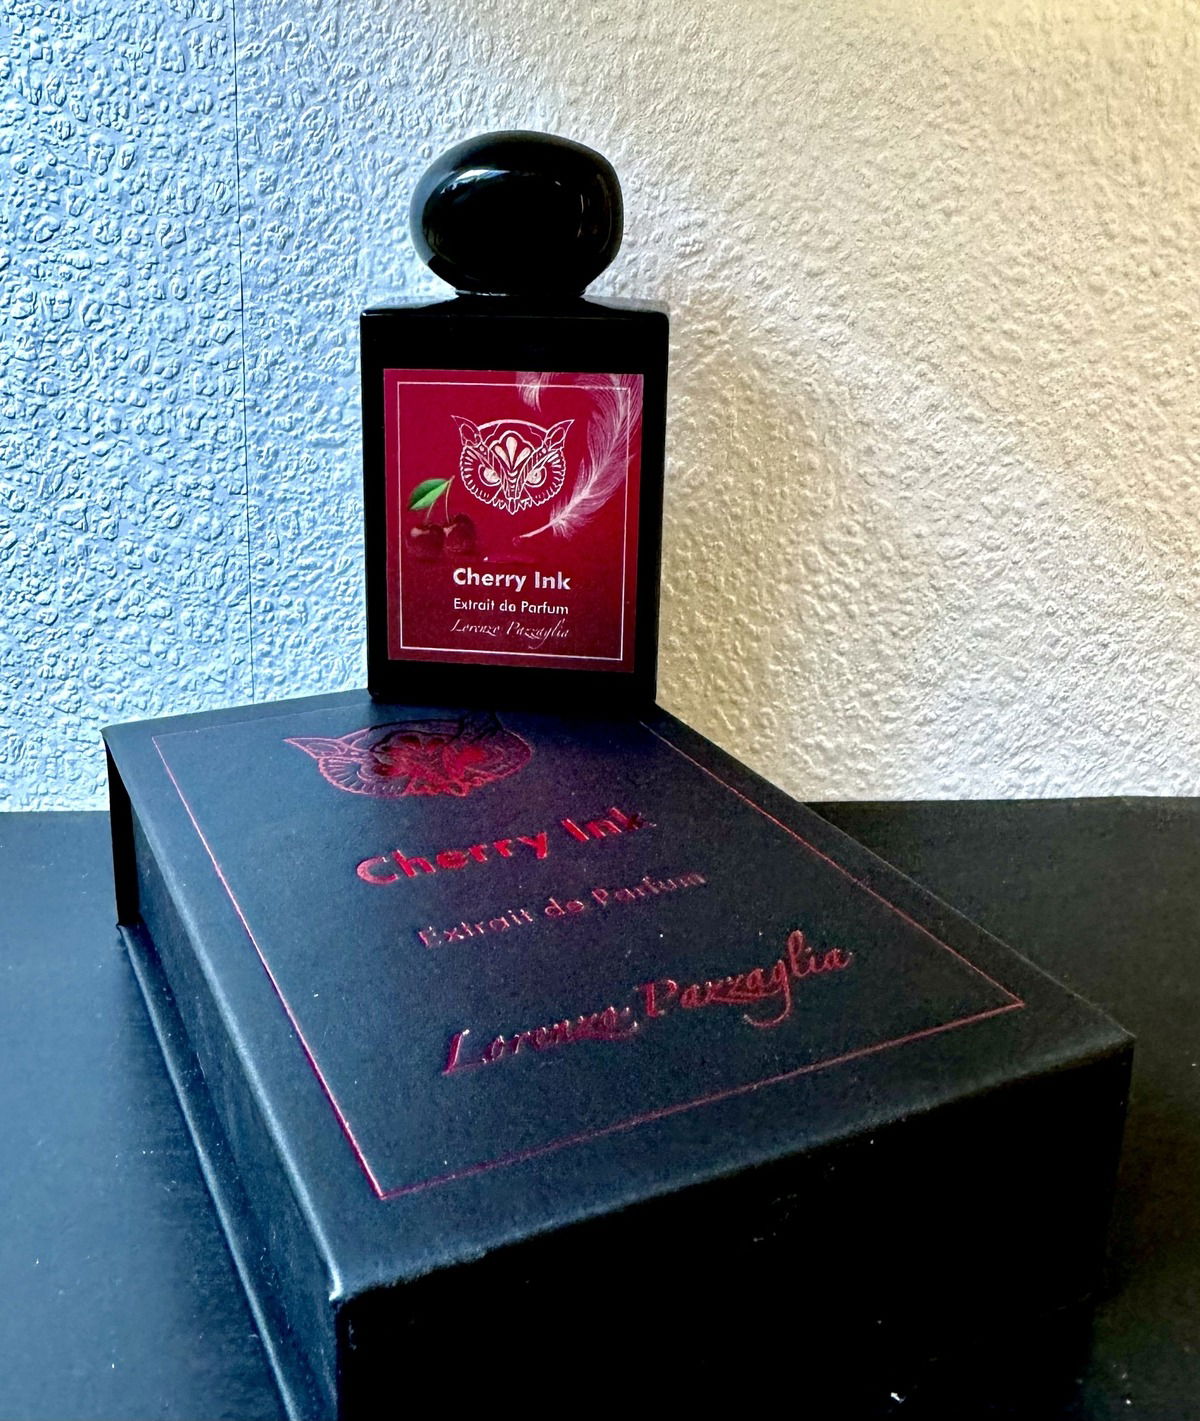 Cherry Ink
Extrait de Parfum
Lorenzo Pazzaglia
Cherry Ink
Extrait de Parfum
Lorenzo Pazzaglia